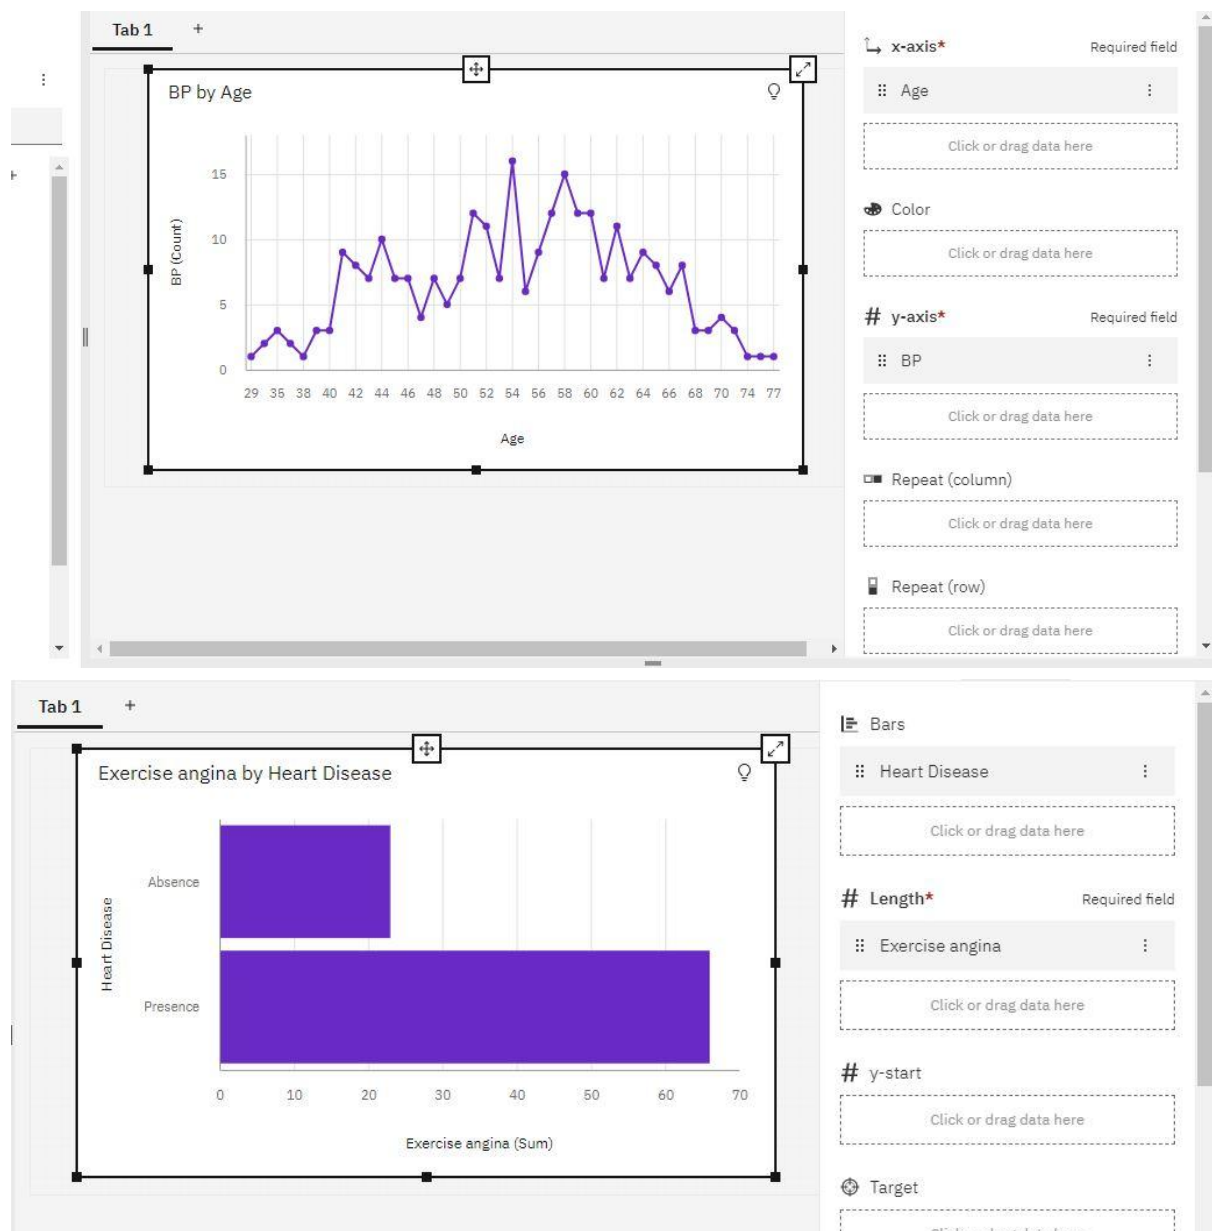 Tab 1 +
BP by Age
15
10
5
0
BP (Count)
29 35 38 40 42 44 46 48 50 52 54 56 58 60 62 64 66 68 70 74 77
Age
x-axis* Required field
Age
Click or drag data here
Color
Click or drag data here
# y-axis* Required field
BP
Click or drag data here
Repeat (column)
Click or drag data here
Repeat (row)
Click or drag data here
Tab 1 +
Exercise angina by Heart Disease
Heart Disease
Absence
Presence
0 10 20 30 40 50 60 70
Exercise angina (Sum)
Bars
Heart Disease
Click or drag data here
# Length* Required field
Exercise angina
Click or drag data here
# y-start
Click or drag data here
Target